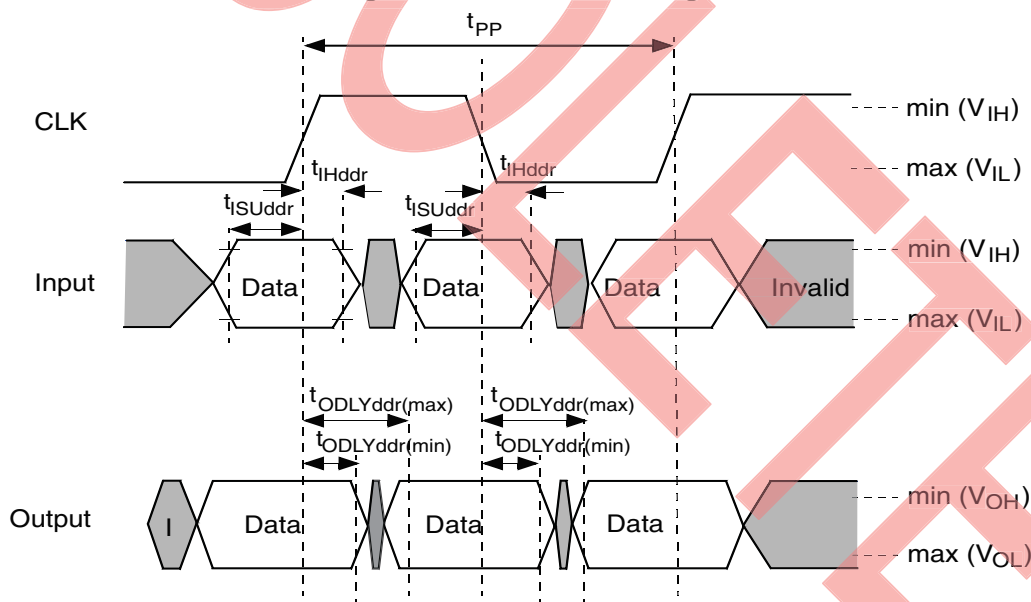 tPP
CLK
min (VIH)
tIHddr
tIHddr
max (VIL)
tISUddr
tISUddr
min (VIH)
Input
Data
Data
Data
Invalid
max (VIL)
tODLYddr(max)
tODLYddr(max)
tODLYddr(min)
tODLYddr(min)
min (VOH)
Output
I
Data
Data
Data
max (VOL)